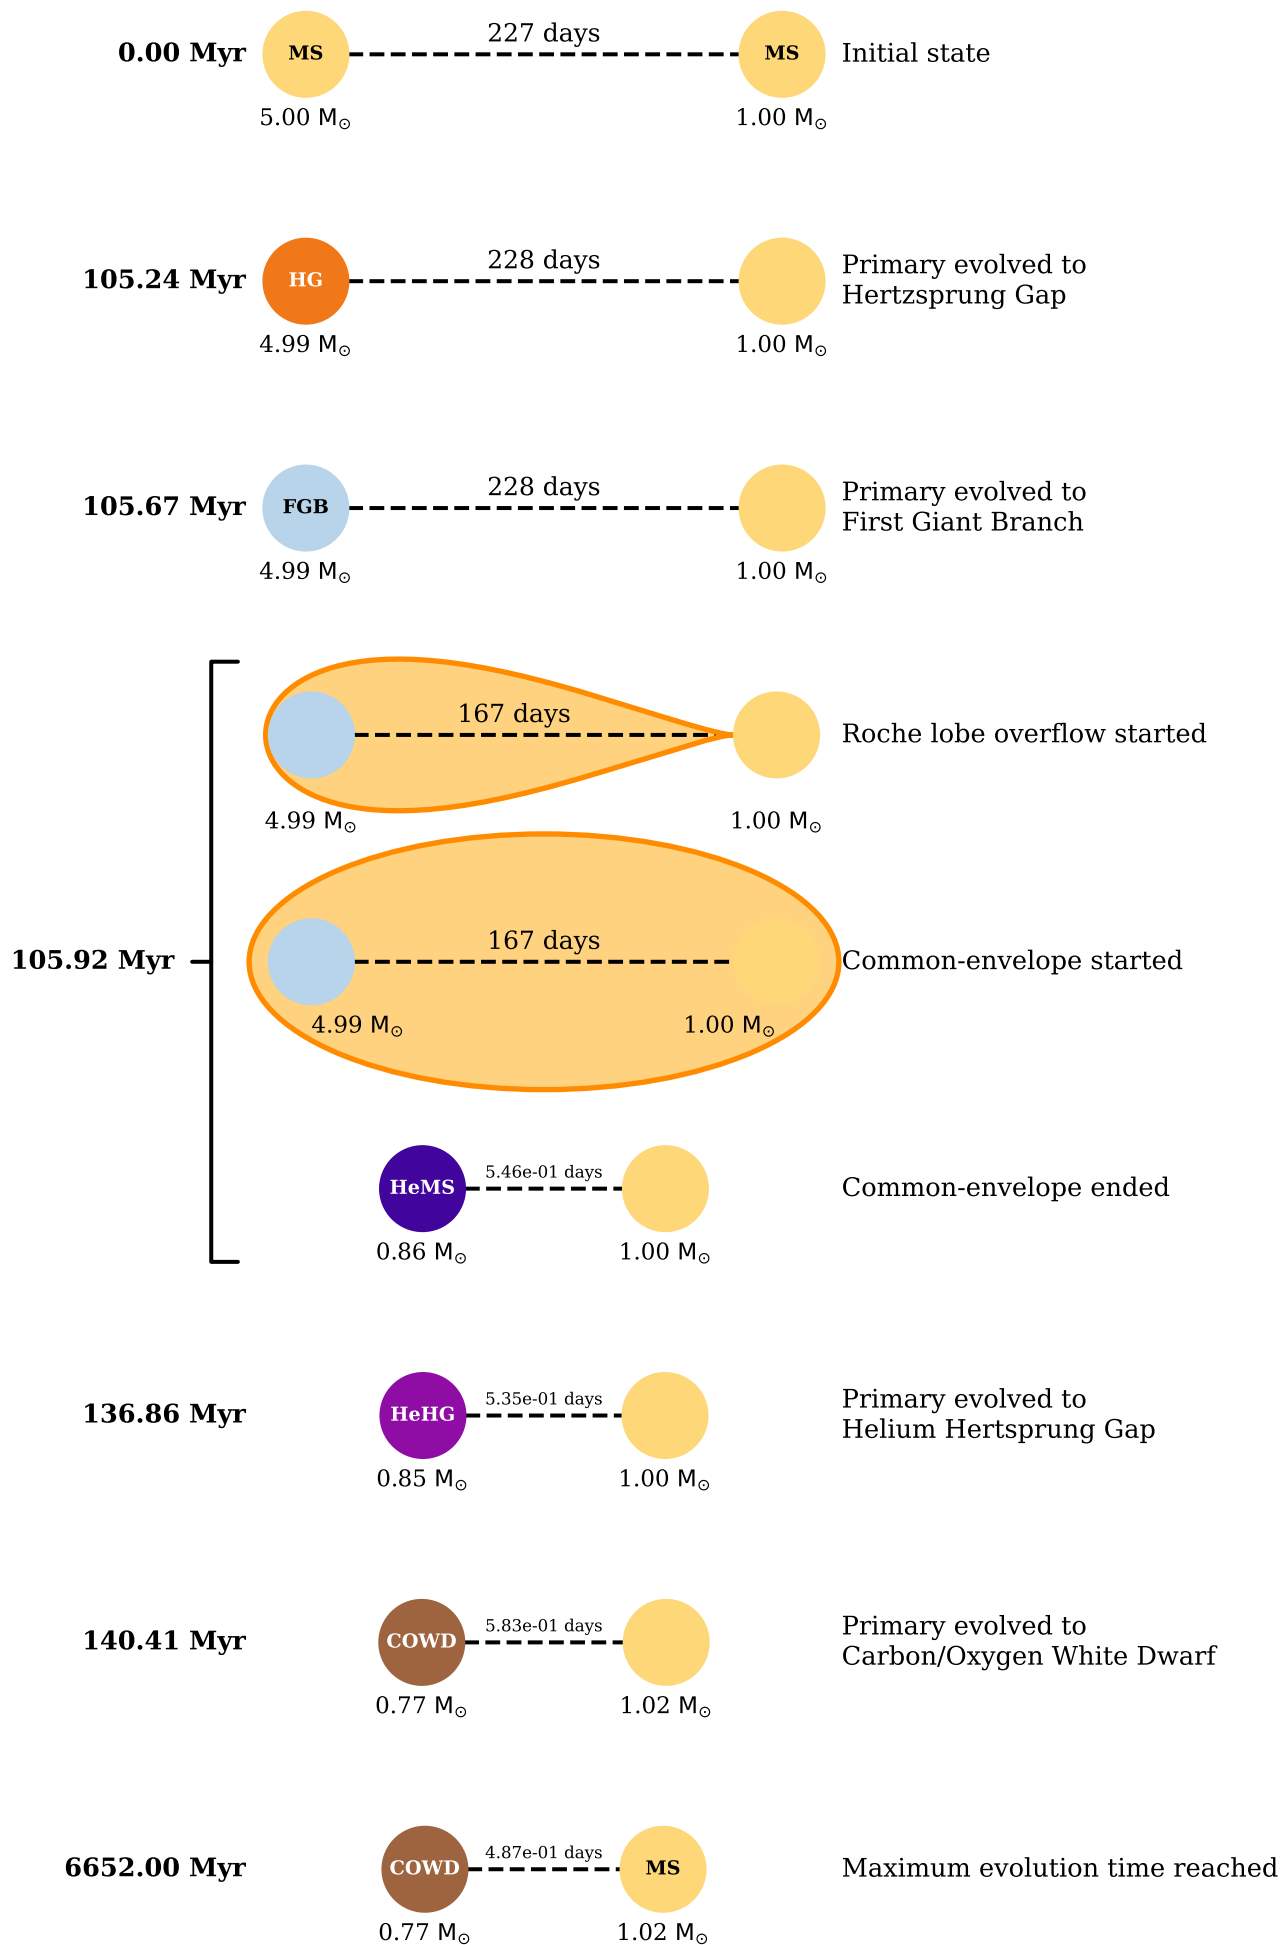 227 days
0.00 Myr MS MS Initial state
5.00 M⊙ 1.00 M⊙
228 days
105.24 Myr HG Primary evolved to
Hertzsprung Gap
4.99 M⊙ 1.00 M⊙
228 days
105.67 Myr FGB Primary evolved to
First Giant Branch
4.99 M⊙ 1.00 M⊙
167 days
Roche lobe overflow started
4.99 M⊙ 1.00 M⊙
167 days
105.92 Myr Common-envelope started
4.99 M⊙ 1.00 M⊙
5.46e-01 days
HeMS Common-envelope ended
0.86 M⊙ 1.00 M⊙
5.35e-01 days
136.86 Myr HeHG Primary evolved to
Helium Hertsprung Gap
0.85 M⊙ 1.00 M⊙
5.83e-01 days
140.41 Myr COWD Primary evolved to
Carbon/Oxygen White Dwarf
0.77 M⊙ 1.02 M⊙
4.87e-01 days
6652.00 Myr COWD MS Maximum evolution time reached
0.77 M⊙ 1.02 M⊙